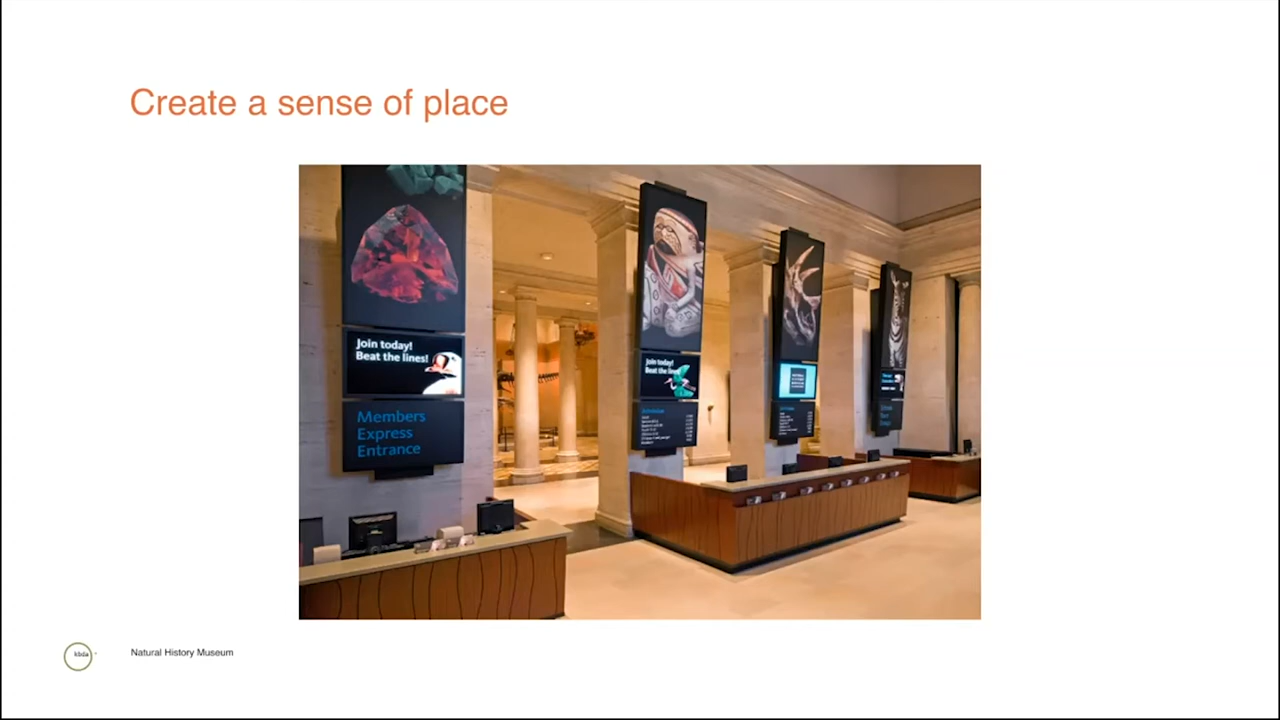 Create a sense of place
Join today!
Beat the lines!
Members
Express
Entrance
Join today!
Beat the lines!
kbda
Natural History Museum